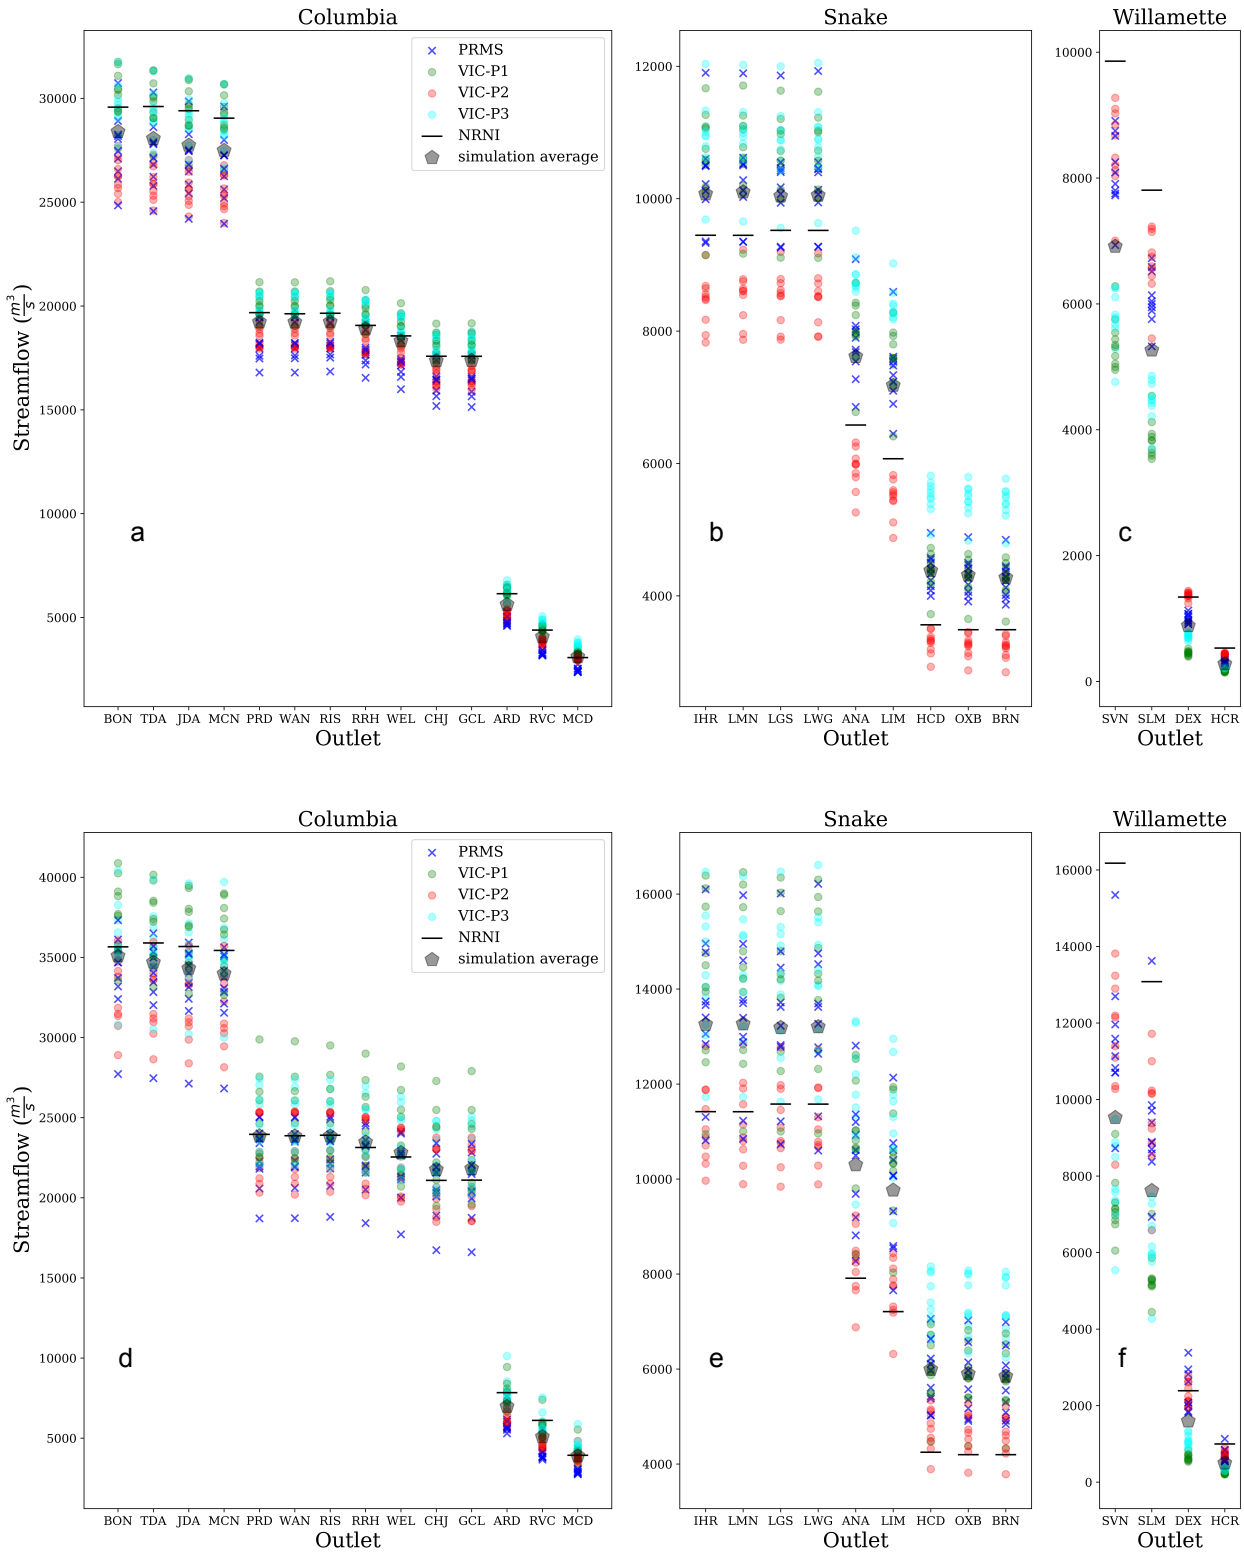 Columbia
Snake
Willamette
PRMS
VIC-P1
VIC-P2
VIC-P3
NRNI
simulation average
30000
25000
20000
15000
10000
5000
Streamflow (m³/s)
a
BON TDA JDA MCN PRD WAN RIS RRH WEL CHJ GCL ARD RVC MCD
Outlet
12000
10000
8000
6000
4000
b
IHR LMN LGS LWG ANA LIM HCD OXB BRN
Outlet
10000
8000
6000
4000
2000
0
c
SVN SLM DEX HCR
Outlet
Columbia
Snake
Willamette
PRMS
VIC-P1
VIC-P2
VIC-P3
NRNI
simulation average
40000
35000
30000
25000
20000
15000
10000
5000
Streamflow (m³/s)
d
BON TDA JDA MCN PRD WAN RIS RRH WEL CHJ GCL ARD RVC MCD
Outlet
16000
14000
12000
10000
8000
6000
4000
e
IHR LMN LGS LWG ANA LIM HCD OXB BRN
Outlet
16000
14000
12000
10000
8000
6000
4000
2000
0
f
SVN SLM DEX HCR
Outlet